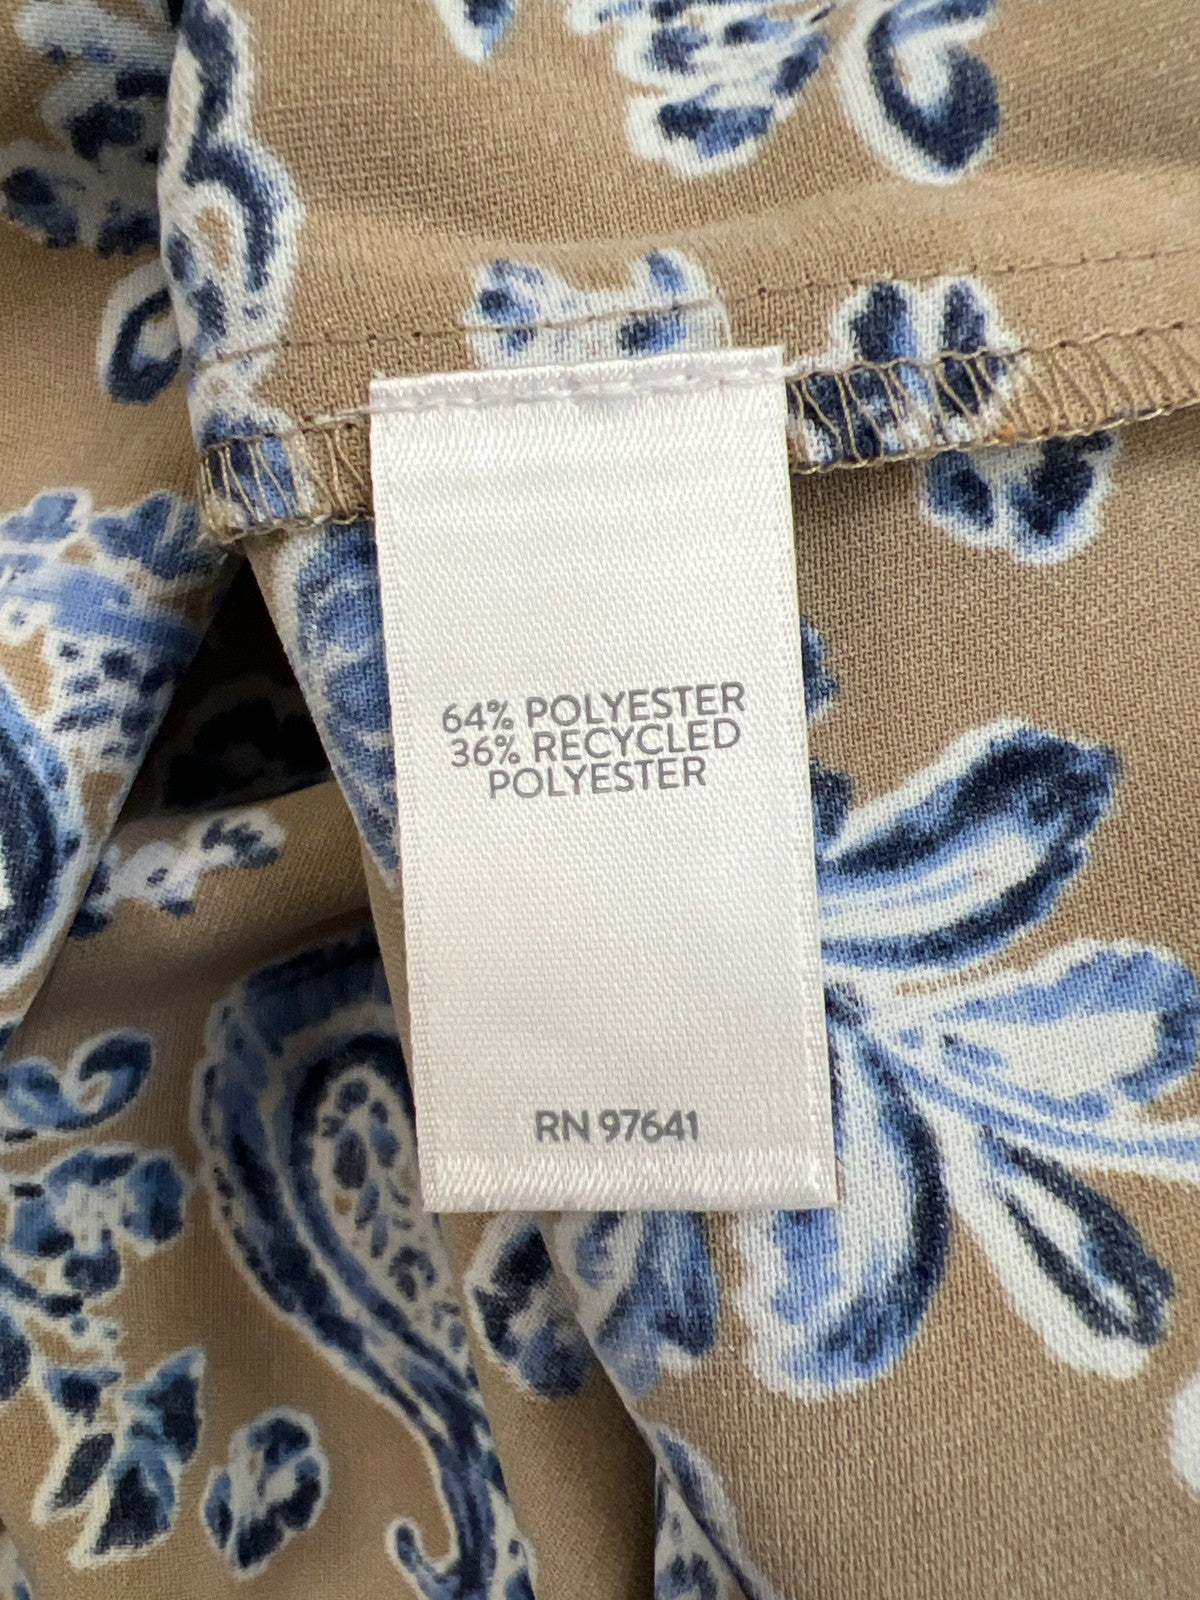 64% POLYESTER
36% RECYCLED
POLYESTER
RN 97641